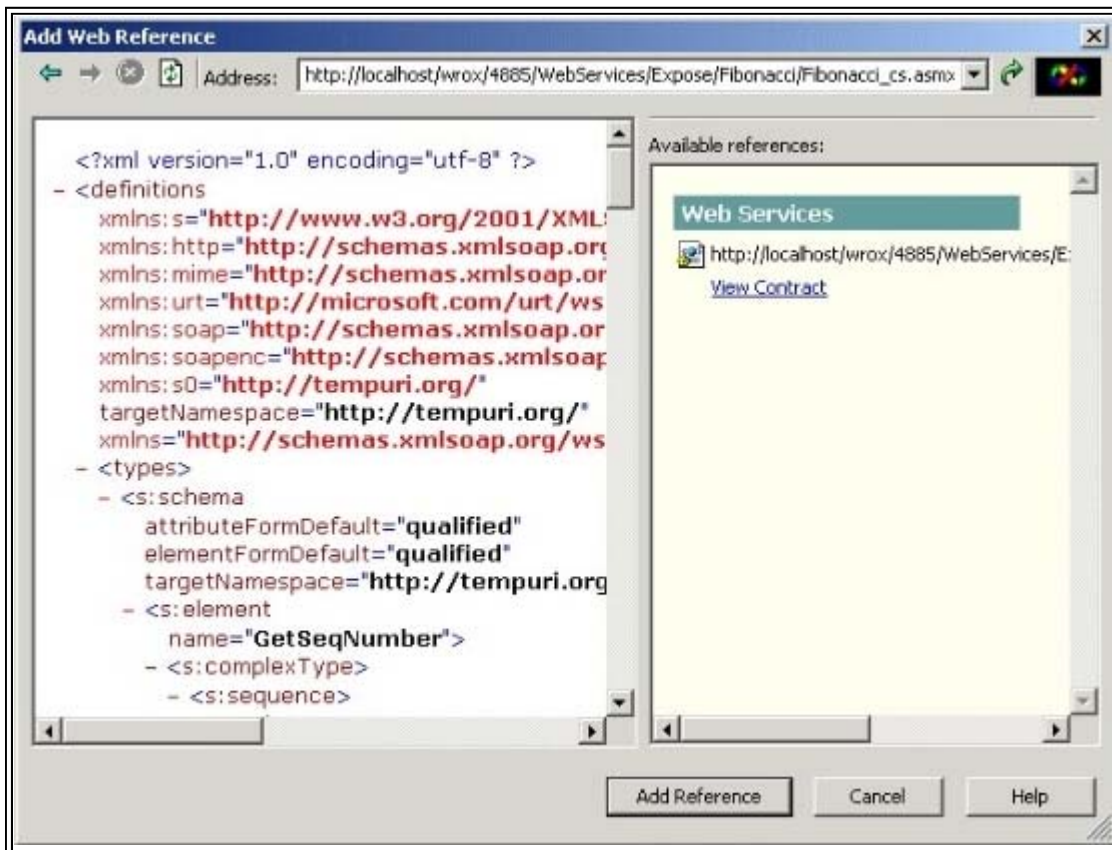 Add Web Reference
Address: http://localhost/wrox/4885/WebServices/Expose/Fibonacci/Fibonacci_cs.asmx
<?xml version="1.0" encoding="utf-8" ?>
- <definitions
xmlns:s="http://www.w3.org/2001/XMLS
xmlns:http="http://schemas.xmlsoap.org
xmlns:mime="http://schemas.xmlsoap.or
xmlns:urt="http://microsoft.com/urt/ws
xmlns:soap="http://schemas.xmlsoap.or
xmlns:soapenc="http://schemas.xmlsoap
xmlns:s0="http://tempuri.org/"
targetNamespace="http://tempuri.org/"
xmlns="http://schemas.xmlsoap.org/ws
- <types>
- <s:schema
attributeFormDefault="qualified"
elementFormDefault="qualified"
targetNamespace="http://tempuri.org
- <s:element
name="GetSeqNumber">
- <s:complexType>
- <s:sequence>
Available references:
Web Services
http://localhost/wrox/4885/WebServices/E:
View Contract
Add Reference
Cancel
Help